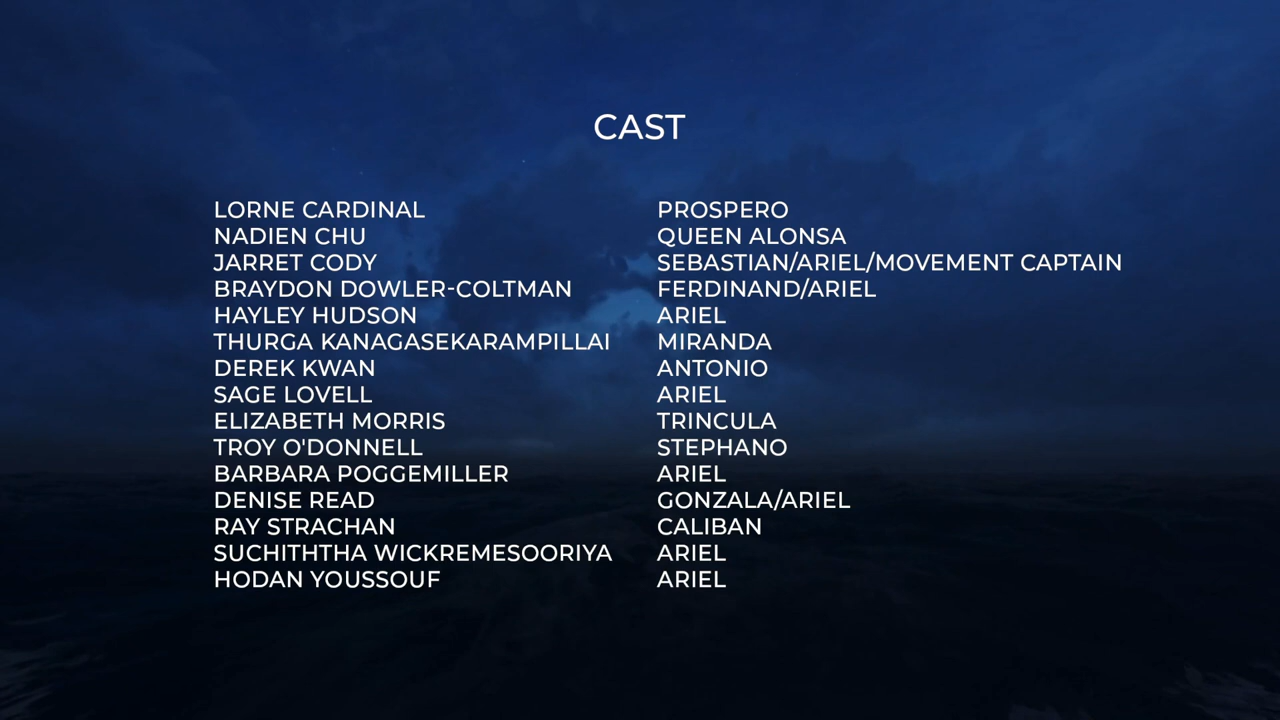 CAST
LORNE CARDINAL PROSPERO
NADIEN CHU QUEEN ALONSA
JARRET CODY SEBASTIAN/ARIEL/MOVEMENT CAPTAIN
BRAYDON DOWLER-COLTMAN FERDINAND/ARIEL
HAYLEY HUDSON ARIEL
THURGA KANAGASEKARAMPILLAI MIRANDA
DEREK KWAN ANTONIO
SAGE LOVELL ARIEL
ELIZABETH MORRIS TRINCULA
TROY O'DONNELL STEPHANO
BARBARA POGGEMILLER ARIEL
DENISE READ GONZALA/ARIEL
RAY STRACHAN CALIBAN
SUCHITHTHA WICKREMESOORIYA ARIEL
HODAN YOUSSOUF ARIEL